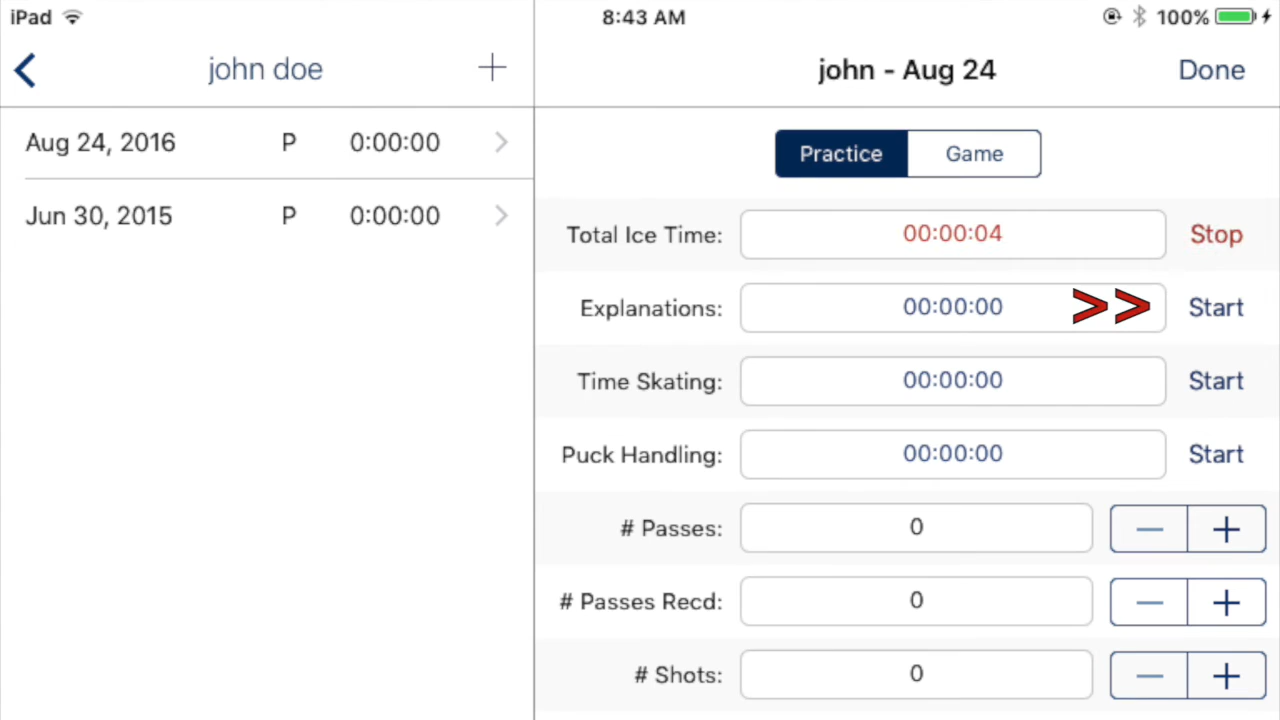 iPad 8:43 AM 100%
john doe +
Aug 24, 2016 P 0:00:00 >
Jun 30, 2015 P 0:00:00 >
john - Aug 24 Done
Practice Game
Total Ice Time: 00:00:04 Stop
Explanations: 00:00:00 >> Start
Time Skating: 00:00:00 Start
Puck Handling: 00:00:00 Start
# Passes: 0 — +
# Passes Recd: 0 — +
# Shots: 0 — +